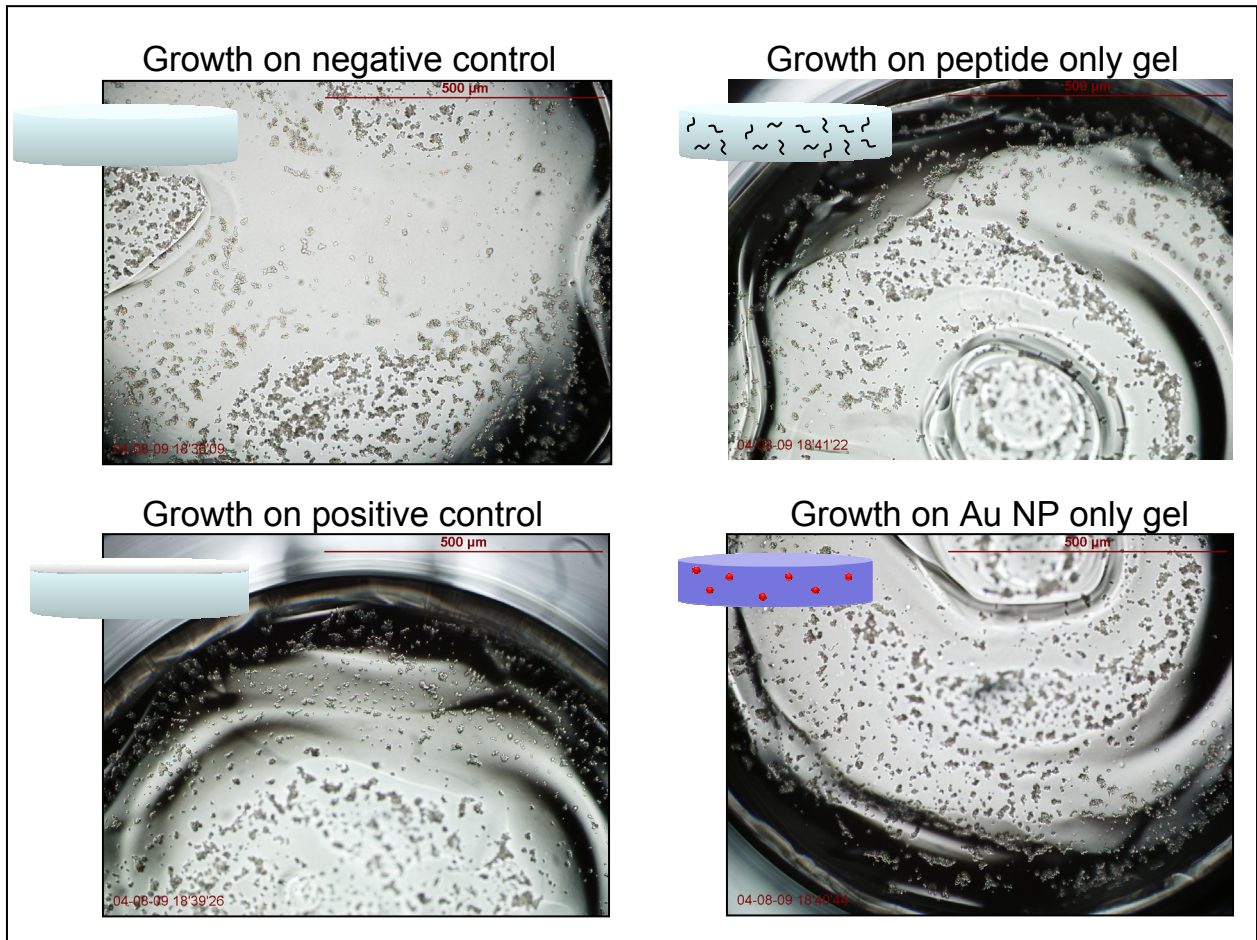 Growth on negative control
500 µm
04-08-09 18'36'09
Growth on peptide only gel
500 µm
04-08-09 18'41'22
Growth on positive control
500 µm
04-08-09 18'39'26
Growth on Au NP only gel
500 µm
04-08-09 18'40'44